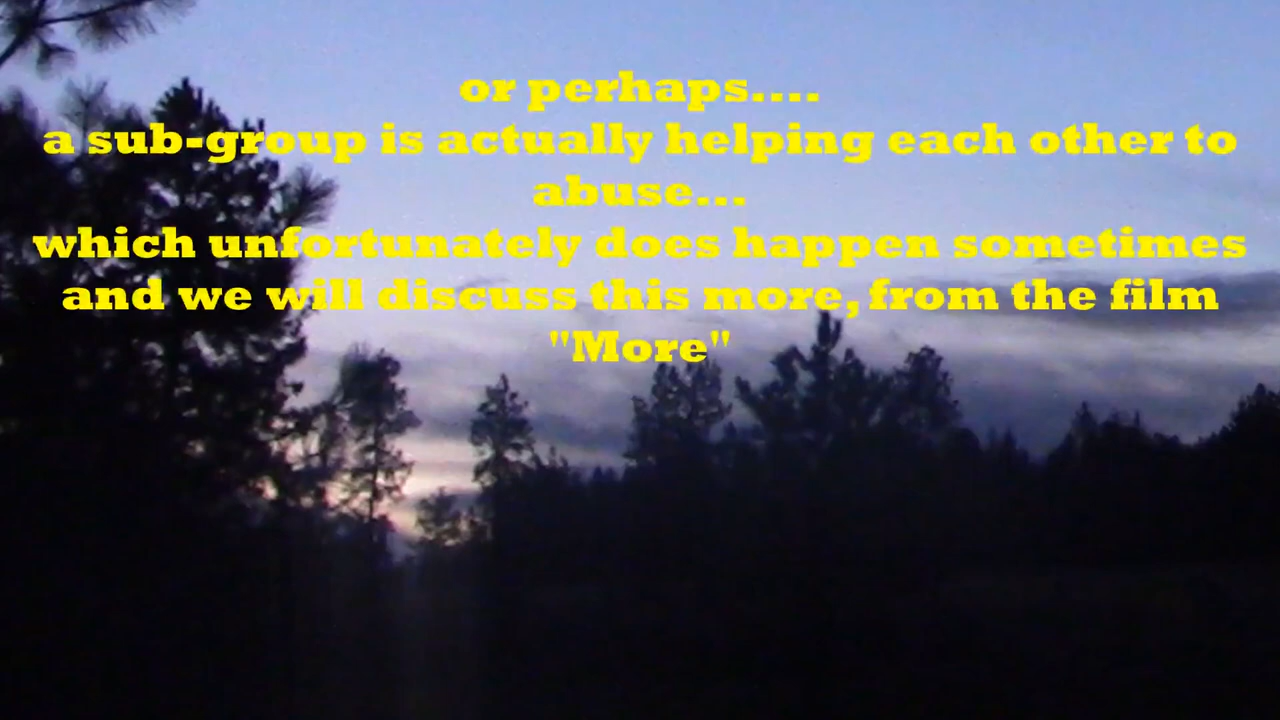 or perhaps....
a sub-group is actually helping each other to
abuse...
which unfortunately does happen sometimes
and we will discuss this more, from the film
"More"